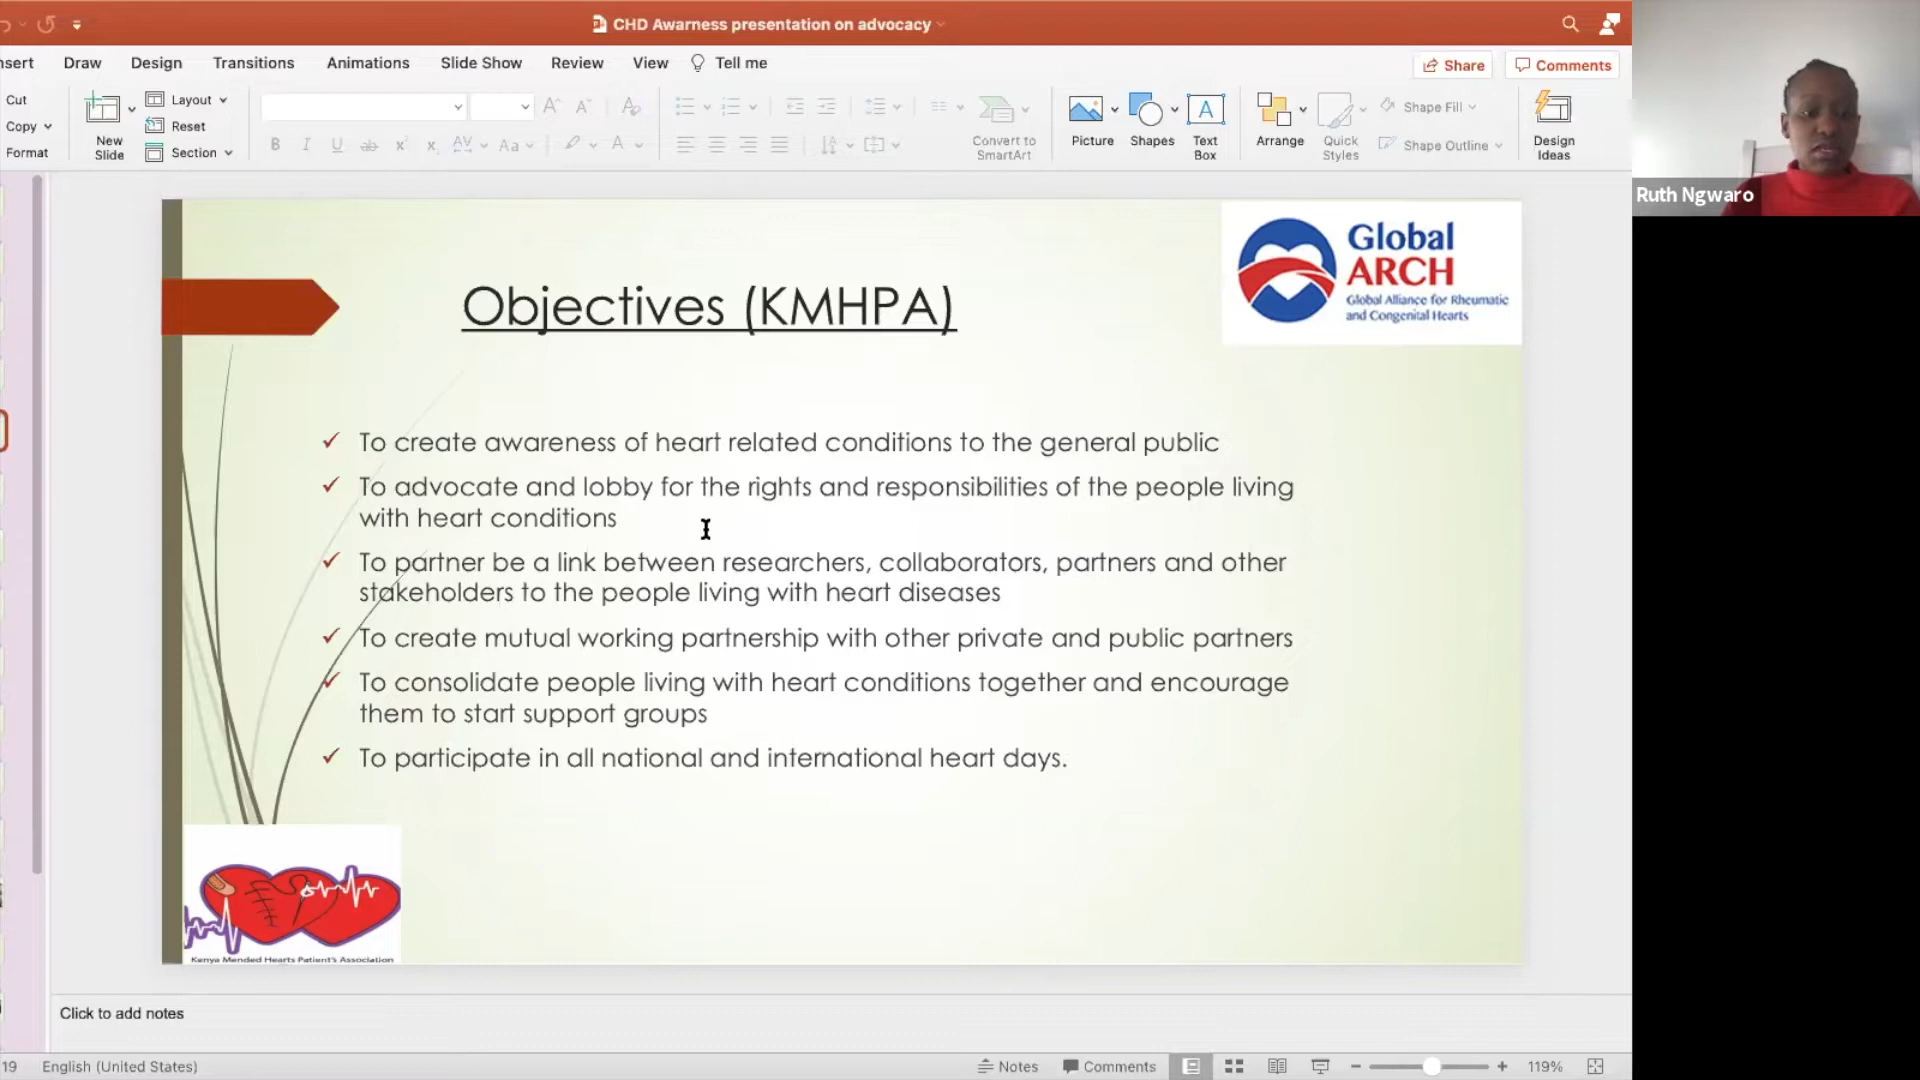 CHD Awarness presentation on advocacy
nsert Draw Design Transitions Animations Slide Show Review View Tell me
Share Comments
Cut
Copy
Format
New Slide
Layout
Reset
Section
Convert to SmartArt
Picture
Shapes
Text Box
Arrange
Quick Styles
Shape Fill
Shape Outline
Design Ideas
Ruth Ngwaro
Global
ARCH
Global Alliance for Rheumatic
and Congenital Hearts
Objectives (KMHPA)
✓ To create awareness of heart related conditions to the general public
✓ To advocate and lobby for the rights and responsibilities of the people living
with heart conditions
✓ To partner be a link between researchers, collaborators, partners and other
stakeholders to the people living with heart diseases
✓ To create mutual working partnership with other private and public partners
✓ To consolidate people living with heart conditions together and encourage
them to start support groups
✓ To participate in all national and international heart days.
Kenya Mended Hearts Patient's Association
Click to add notes
19 English (United States) Notes Comments 119%